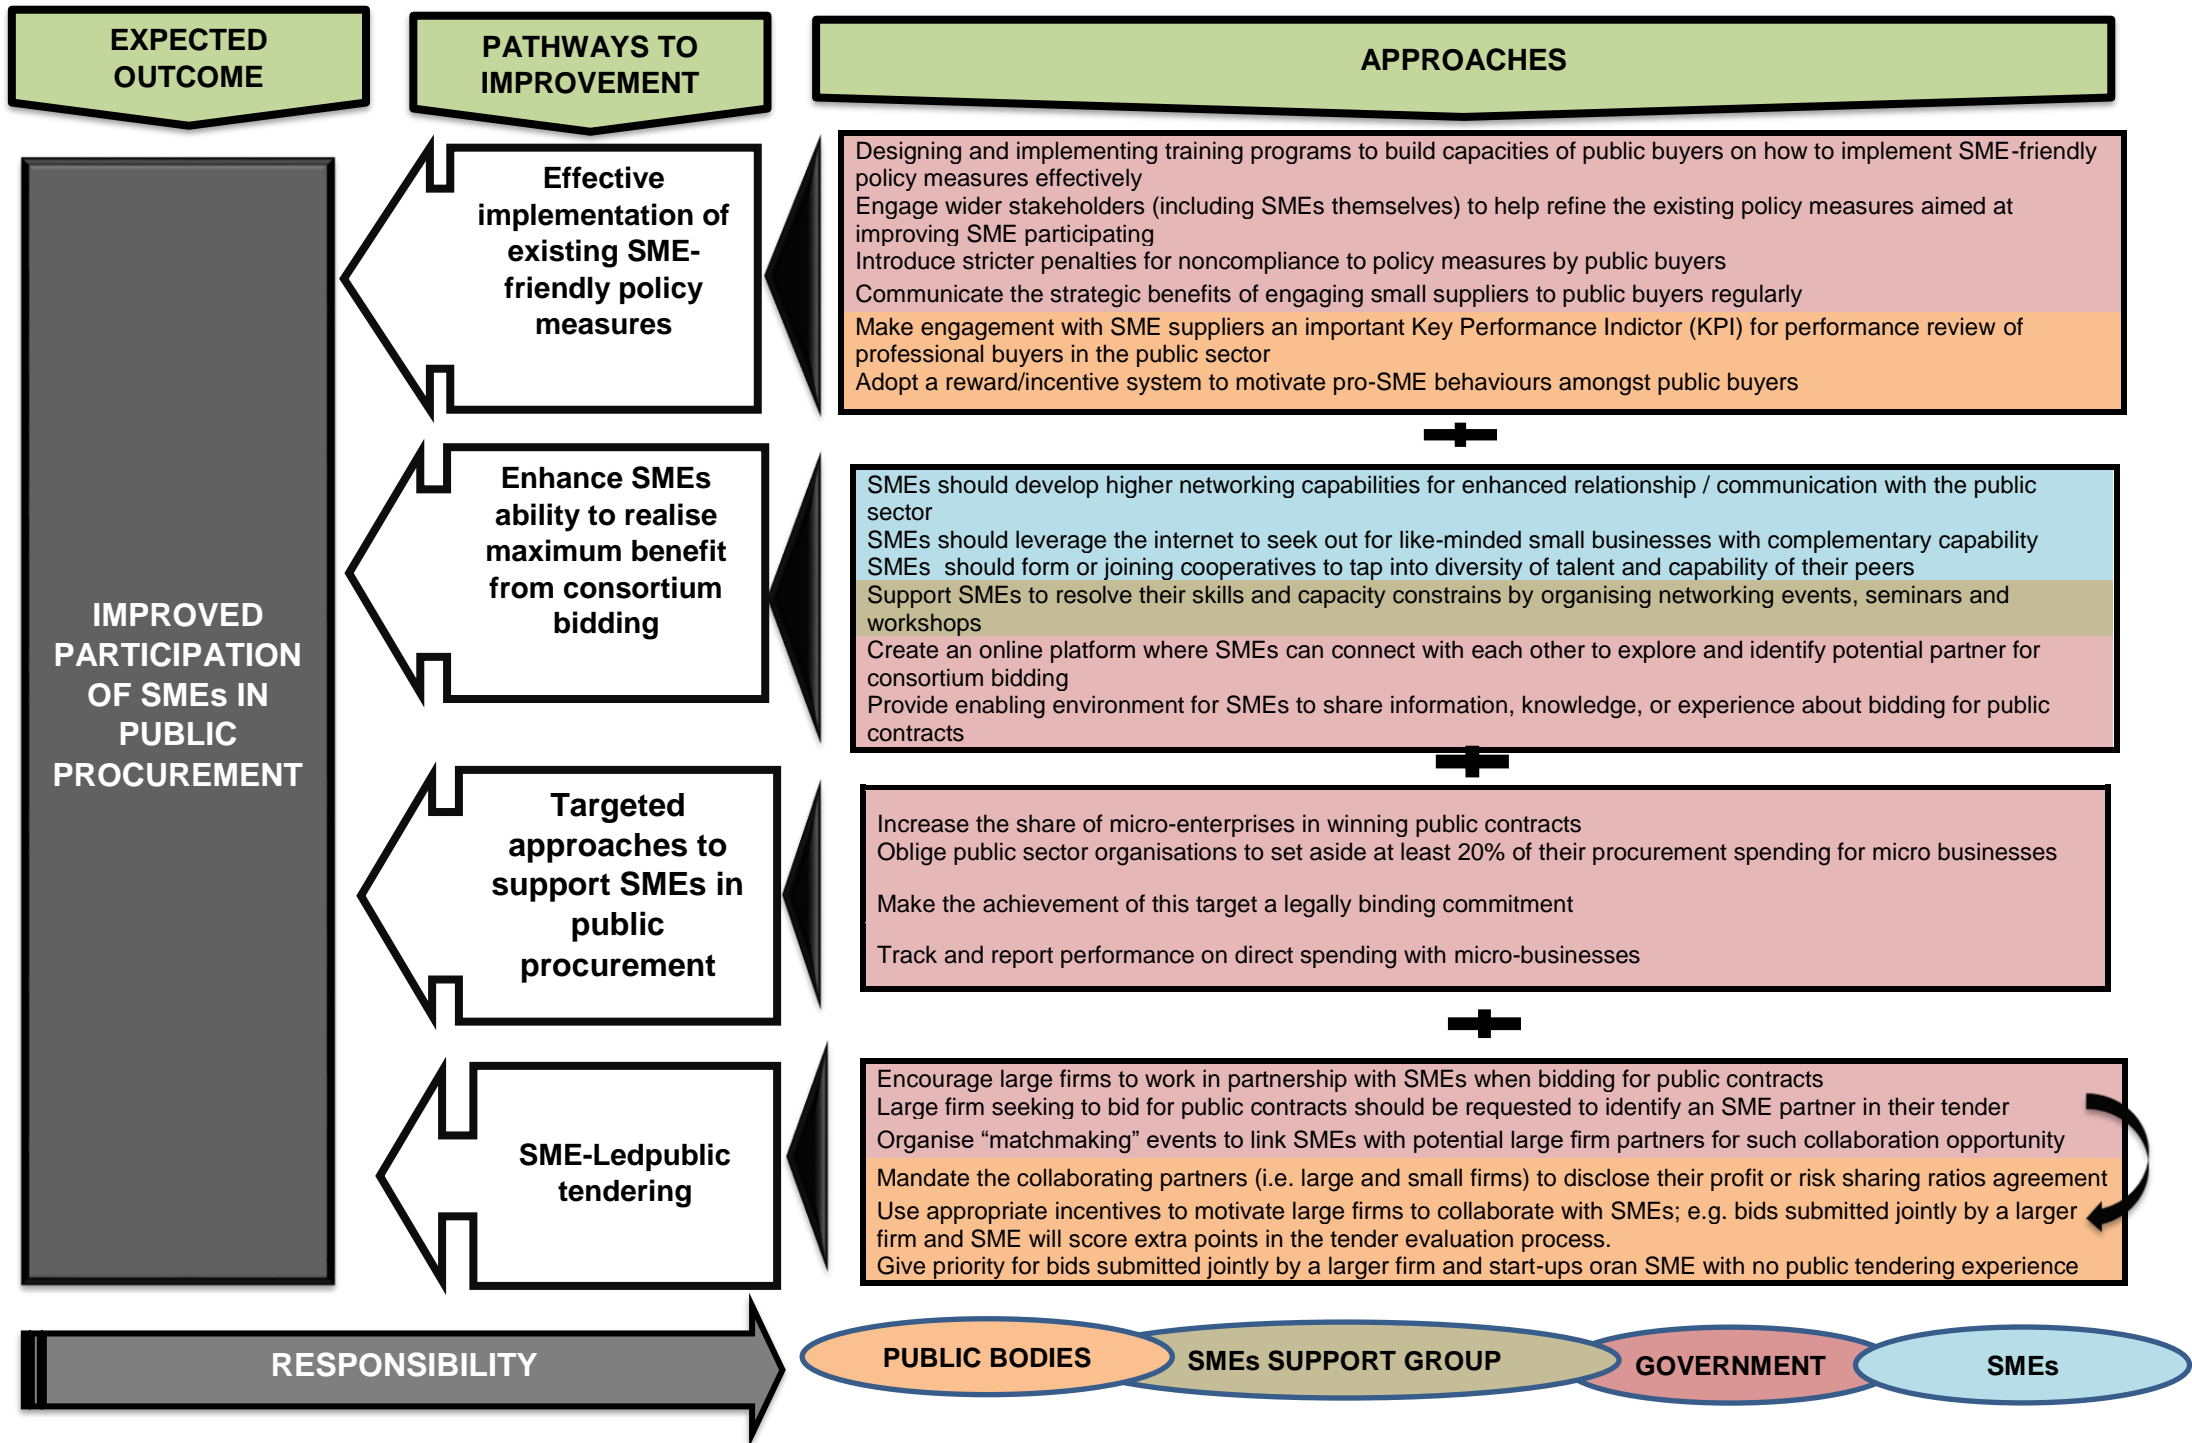 EXPECTED
OUTCOME
PATHWAYS TO
IMPROVEMENT
APPROACHES
IMPROVED
PARTICIPATION
OF SMEs IN
PUBLIC
PROCUREMENT
Effective
implementation of
existing SME-
friendly policy
measures
Designing and implementing training programs to build capacities of public buyers on how to implement SME-friendly
policy measures effectively
Engage wider stakeholders (including SMEs themselves) to help refine the existing policy measures aimed at
improving SME participating
Introduce stricter penalties for noncompliance to policy measures by public buyers
Communicate the strategic benefits of engaging small suppliers to public buyers regularly
Make engagement with SME suppliers an important Key Performance Indictor (KPI) for performance review of
professional buyers in the public sector
Adopt a reward/incentive system to motivate pro-SME behaviours amongst public buyers
Enhance SMEs
ability to realise
maximum benefit
from consortium
bidding
SMEs should develop higher networking capabilities for enhanced relationship / communication with the public
sector
SMEs should leverage the internet to seek out for like-minded small businesses with complementary capability
SMEs should form or joining cooperatives to tap into diversity of talent and capability of their peers
Support SMEs to resolve their skills and capacity constrains by organising networking events, seminars and
workshops
Create an online platform where SMEs can connect with each other to explore and identify potential partner for
consortium bidding
Provide enabling environment for SMEs to share information, knowledge, or experience about bidding for public
contracts
Targeted
approaches to
support SMEs in
public
procurement
Increase the share of micro-enterprises in winning public contracts
Oblige public sector organisations to set aside at least 20% of their procurement spending for micro businesses
Make the achievement of this target a legally binding commitment
Track and report performance on direct spending with micro-businesses
SME-Ledpublic
tendering
Encourage large firms to work in partnership with SMEs when bidding for public contracts
Large firm seeking to bid for public contracts should be requested to identify an SME partner in their tender
Organise “matchmaking” events to link SMEs with potential large firm partners for such collaboration opportunity
Mandate the collaborating partners (i.e. large and small firms) to disclose their profit or risk sharing ratios agreement
Use appropriate incentives to motivate large firms to collaborate with SMEs; e.g. bids submitted jointly by a larger
firm and SME will score extra points in the tender evaluation process.
Give priority for bids submitted jointly by a larger firm and start-ups oran SME with no public tendering experience
RESPONSIBILITY
PUBLIC BODIES
SMEs SUPPORT GROUP
GOVERNMENT
SMEs